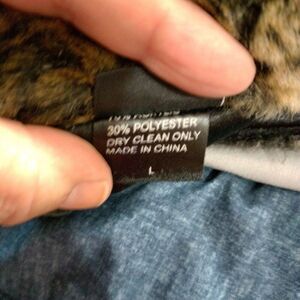 30% POLYESTER
DRY CLEAN ONLY
MADE IN CHINA
L